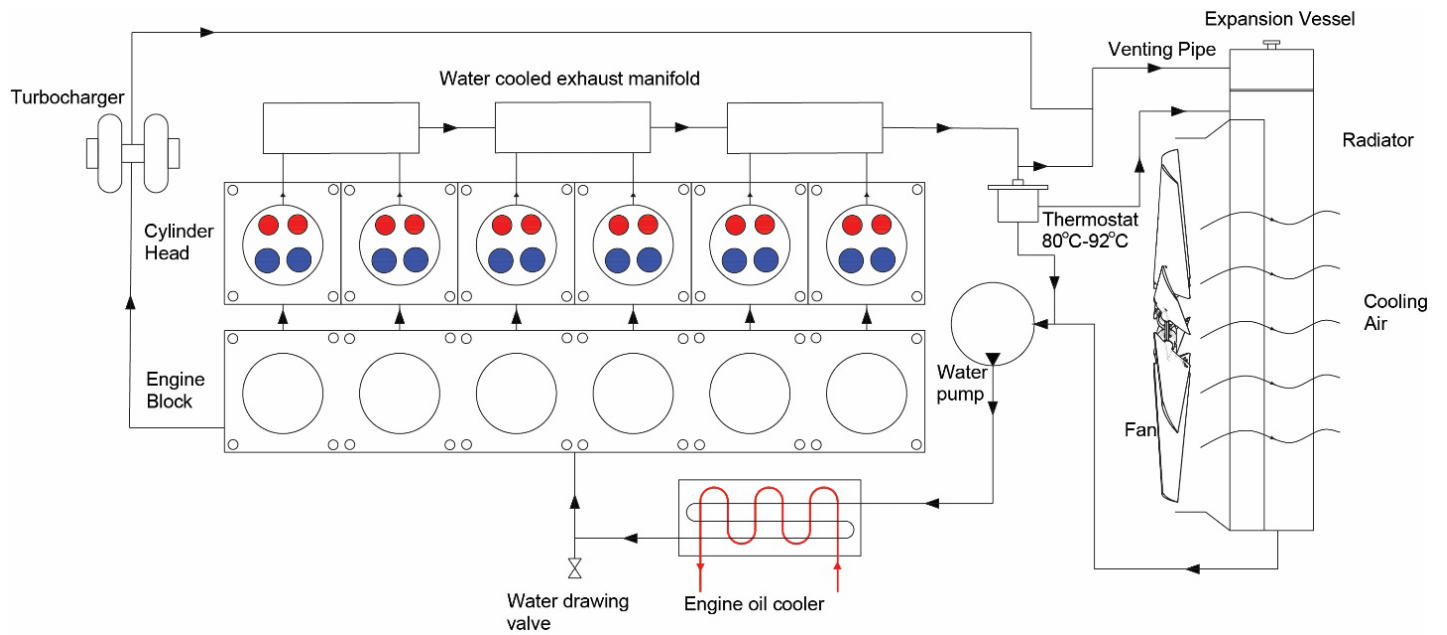 Expansion Vessel
Venting Pipe
Water cooled exhaust manifold
Turbocharger
Radiator
Cylinder
Head
Thermostat
80°C-92°C
Cooling
Air
Engine
Block
Water
pump
Fan
Water drawing
valve
Engine oil cooler